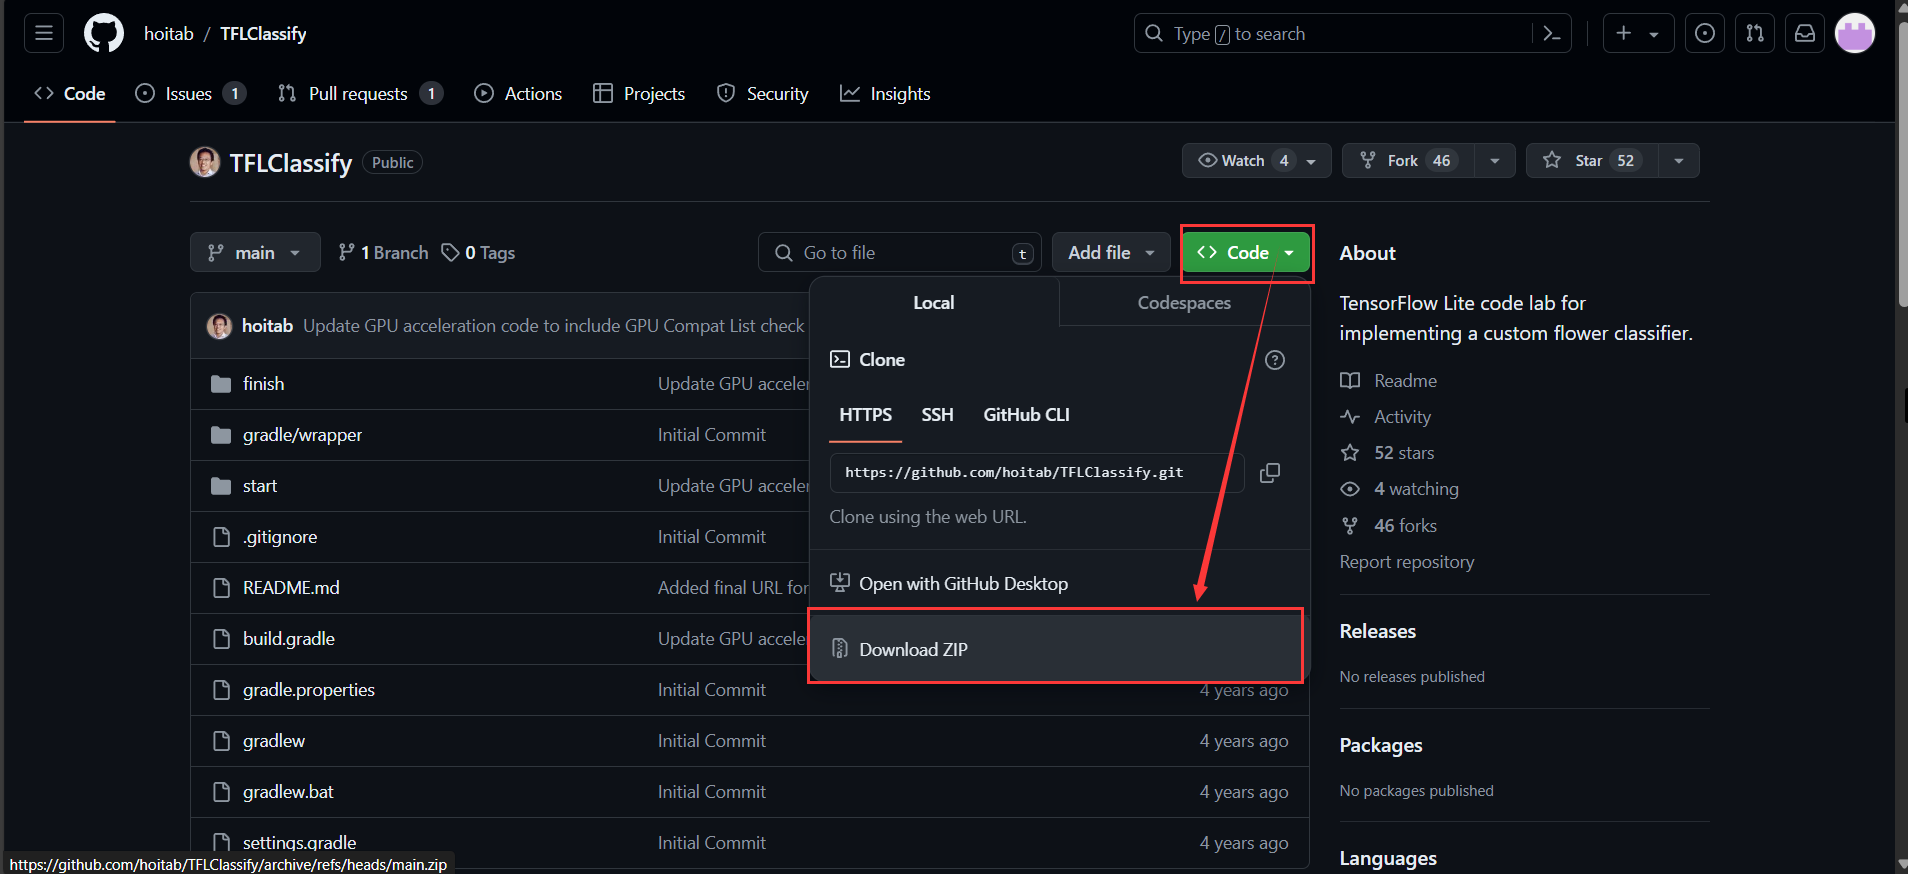 hoitab / TFLClassify
Type / to search
Code
Issues 1
Pull requests 1
Actions
Projects
Security
Insights
TFLClassify Public
Watch 4
Fork 46
Star 52
main
1 Branch
0 Tags
Go to file t
Add file
Code
Local
Codespaces
Clone
HTTPS
SSH
GitHub CLI
https://github.com/hoitab/TFLClassify.git
Clone using the web URL.
Open with GitHub Desktop
Download ZIP
hoitab Update GPU acceleration code to include GPU Compat List check
finish Update GPU acceler
gradle/wrapper Initial Commit
start Update GPU acceler
.gitignore Initial Commit
README.md Added final URL for
build.gradle Update GPU accele
gradle.properties Initial Commit 4 years ago
gradlew Initial Commit 4 years ago
gradlew.bat Initial Commit 4 years ago
settings.gradle Initial Commit 4 years ago
About
TensorFlow Lite code lab for
implementing a custom flower classifier.
Readme
Activity
52 stars
4 watching
46 forks
Report repository
Releases
No releases published
Packages
No packages published
Languages
https://github.com/hoitab/TFLClassify/archive/refs/heads/main.zip